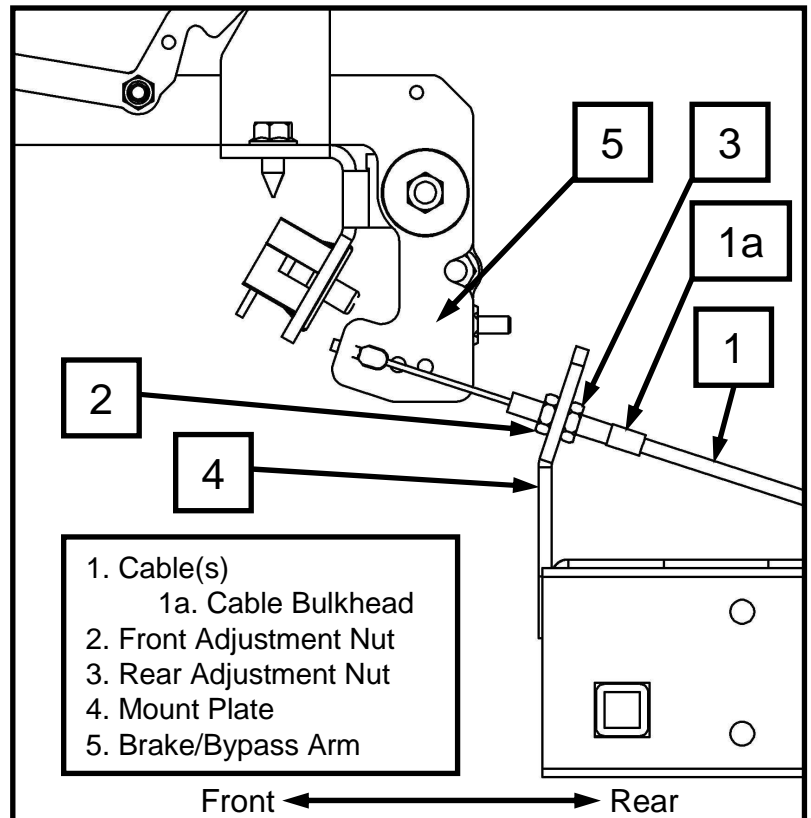 5
3
1a
1
2
4
1. Cable(s)
1a. Cable Bulkhead
2. Front Adjustment Nut
3. Rear Adjustment Nut
4. Mount Plate
5. Brake/Bypass Arm
Front Rear